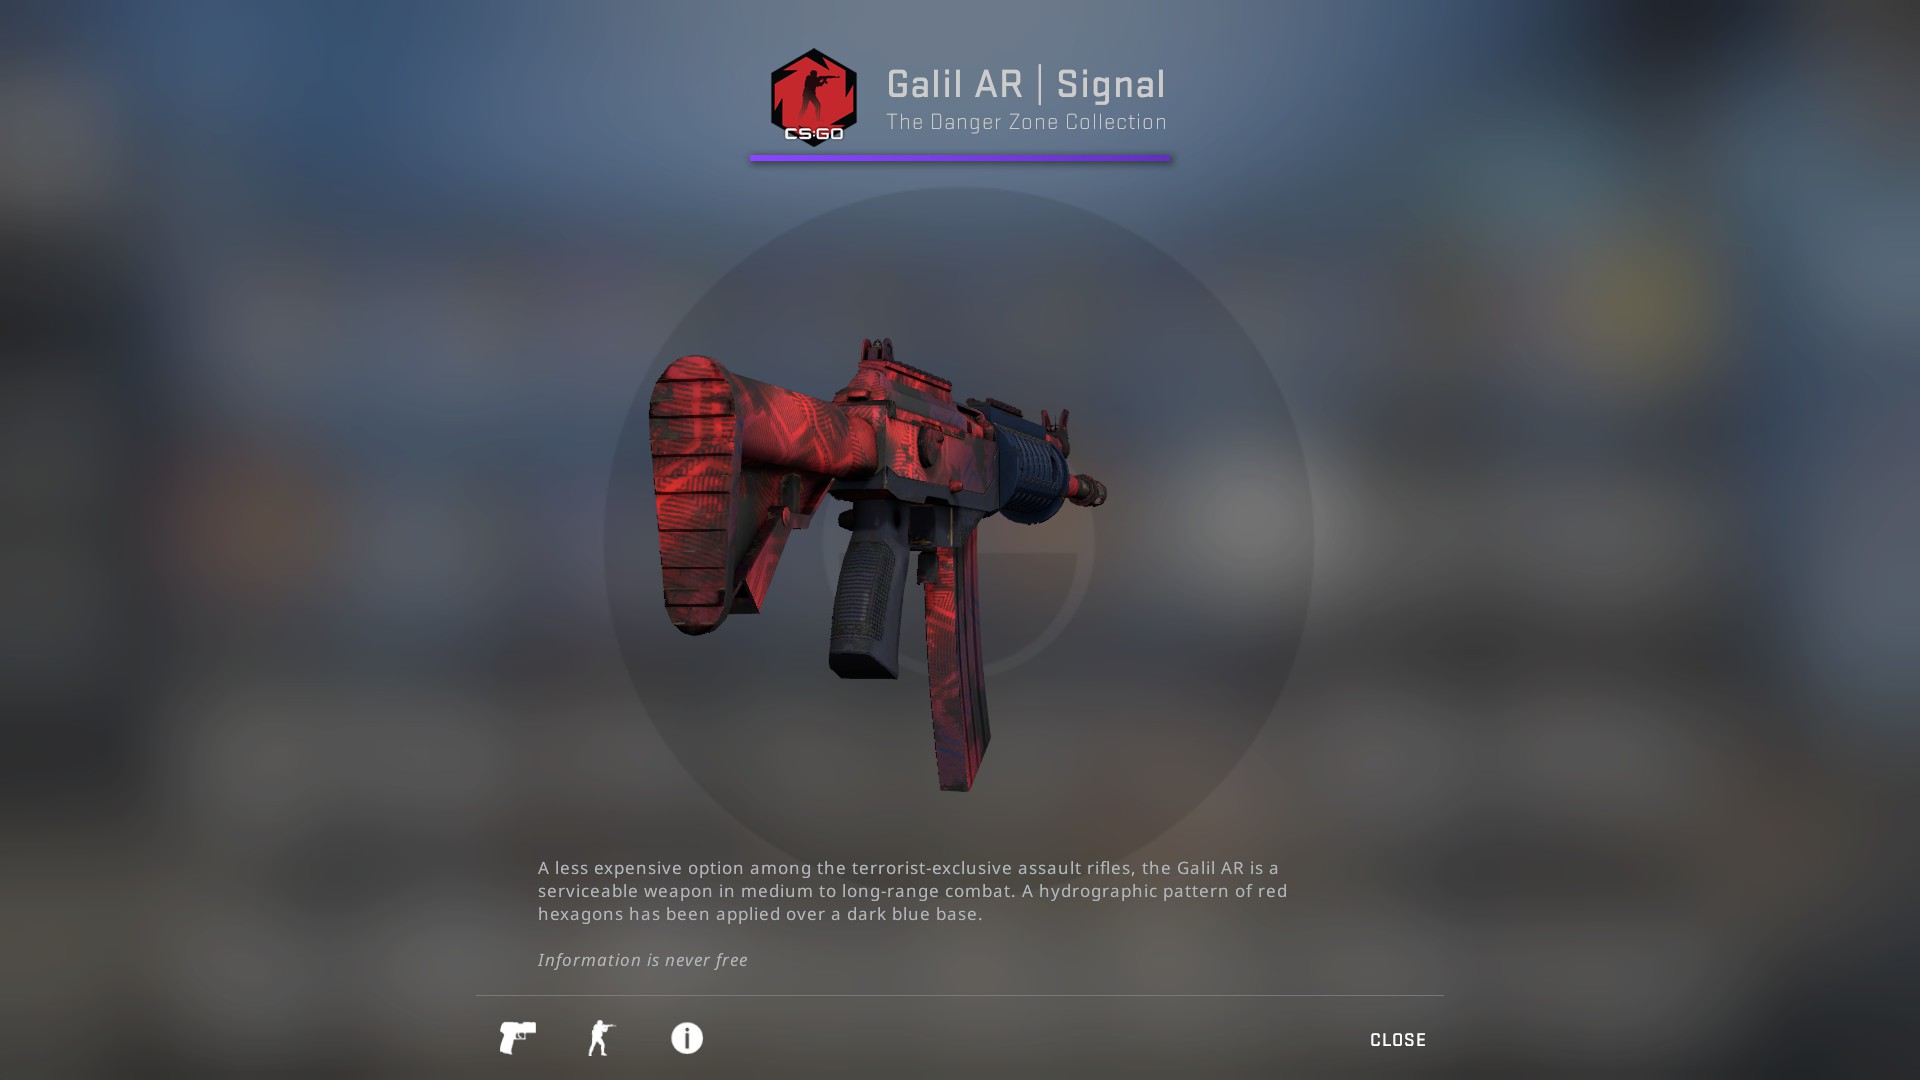 CS:GO
Galil AR | Signal
The Danger Zone Collection
A less expensive option among the terrorist-exclusive assault rifles, the Galil AR is a
serviceable weapon in medium to long-range combat. A hydrographic pattern of red
hexagons has been applied over a dark blue base.
Information is never free
CLOSE